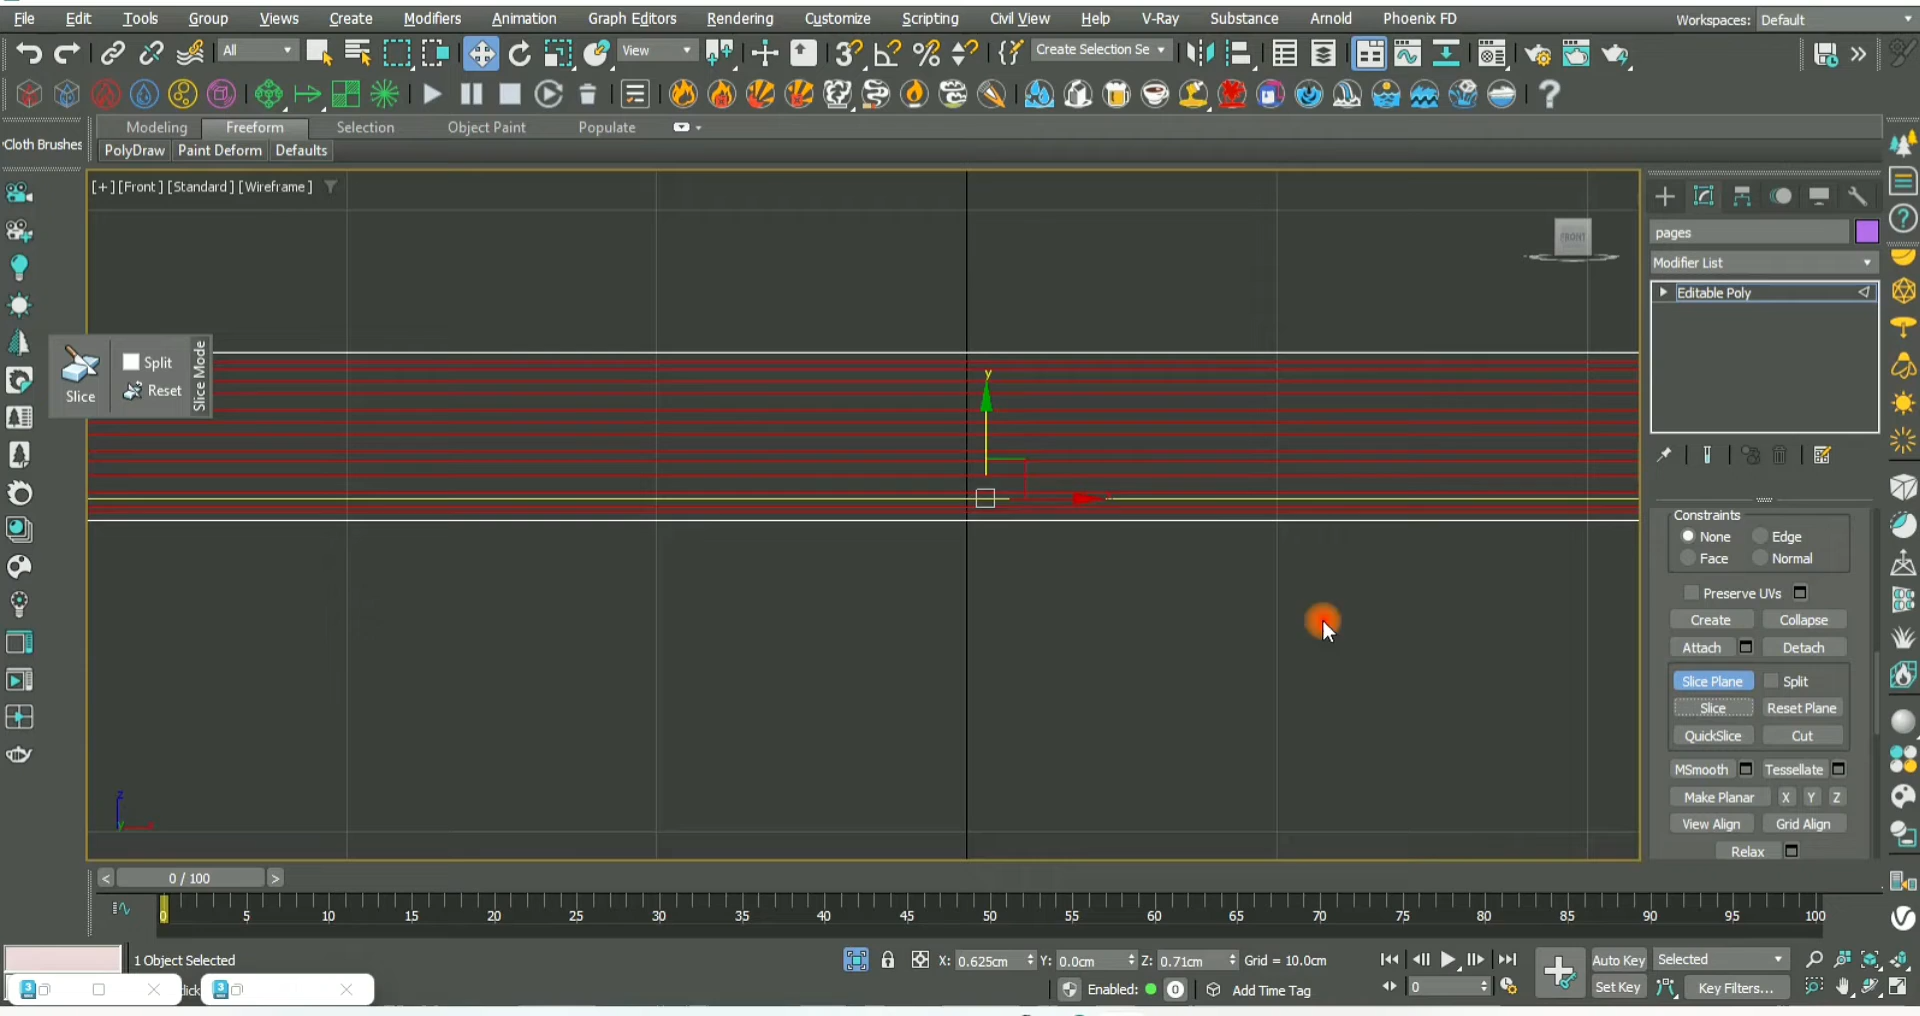 File Edit Tools Group Views Create Modifiers Animation Graph Editors Rendering Customize Scripting Civil View Help V-Ray Substance Arnold Phoenix FD Workspaces: Default
All View Create Selection Se
Modeling Freeform Selection Object Paint Populate
Cloth Brushes PolyDraw Paint Deform Defaults
[+] [Front] [Standard] [Wireframe]
FRONT
pages
Modifier List
Editable Poly
Split
Slice Reset
Slice Mode
y
Constraints
None Edge
Face Normal
Preserve UVs
Create Collapse
Attach Detach
Slice Plane Split
Slice Reset Plane
QuickSlice Cut
MSmooth Tessellate
Make Planar X Y Z
View Align Grid Align
Relax
z
y
< 0 / 100 >
0 5 10 15 20 25 30 35 40 45 50 55 60 65 70 75 80 85 90 95 100
1 Object Selected X: 0.625cm Y: 0.0cm Z: 0.71cm Grid = 10.0cm Auto Key Selected
Enabled: 0 Add Time Tag 0 Set Key Key Filters...